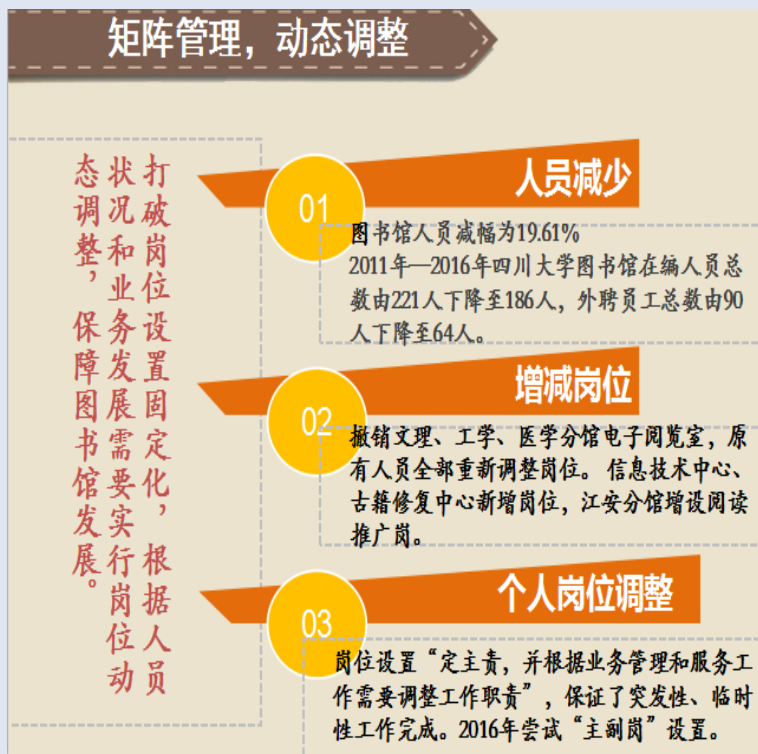 矩阵管理，动态调整
打破岗位设置固定化，根据人员
状况和业务发展需要实行岗位动
态调整，保障图书馆发展。
01
人员减少
图书馆人员减幅为19.61%
2011年—2016年四川大学图书馆在编人员总
数由221人下降至186人，外聘员工总数由90
人下降至64人。
02
增减岗位
撤销文理、工学、医学分馆电子阅览室，原
有人员全部重新调整岗位。 信息技术中心、
古籍修复中心新增岗位，江安分馆增设阅读
推广岗。
03
个人岗位调整
岗位设置“定主责，并根据业务管理和服务工
作需要调整工作职责”，保证了突发性、临时
性工作完成。2016年尝试“主副岗”设置。